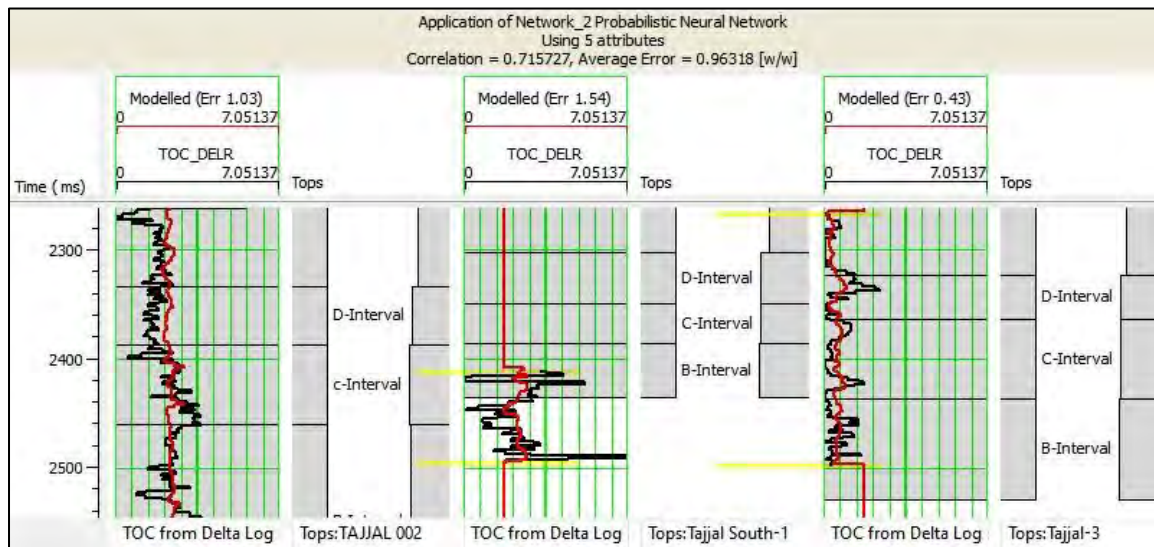 Application of Network_2 Probabilistic Neural Network
Using 5 attributes
Correlation = 0.715727, Average Error = 0.96318 [w/w]
Modelled (Err 1.03)
0 7.05137
TOC_DELR
0 7.05137
Tops
Modelled (Err 1.54)
0 7.05137
TOC_DELR
0 7.05137
Tops
Modelled (Err 0.43)
0 7.05137
TOC_DELR
0 7.05137
Tops
Time (ms)
2300
2400
2500
D-Interval
c-Interval
D-Interval
C-Interval
B-Interval
D-Interval
C-Interval
B-Interval
TOC from Delta Log
Tops:TAJJAL 002
TOC from Delta Log
Tops:Tajjal South-1
TOC from Delta Log
Tops:Tajjal-3